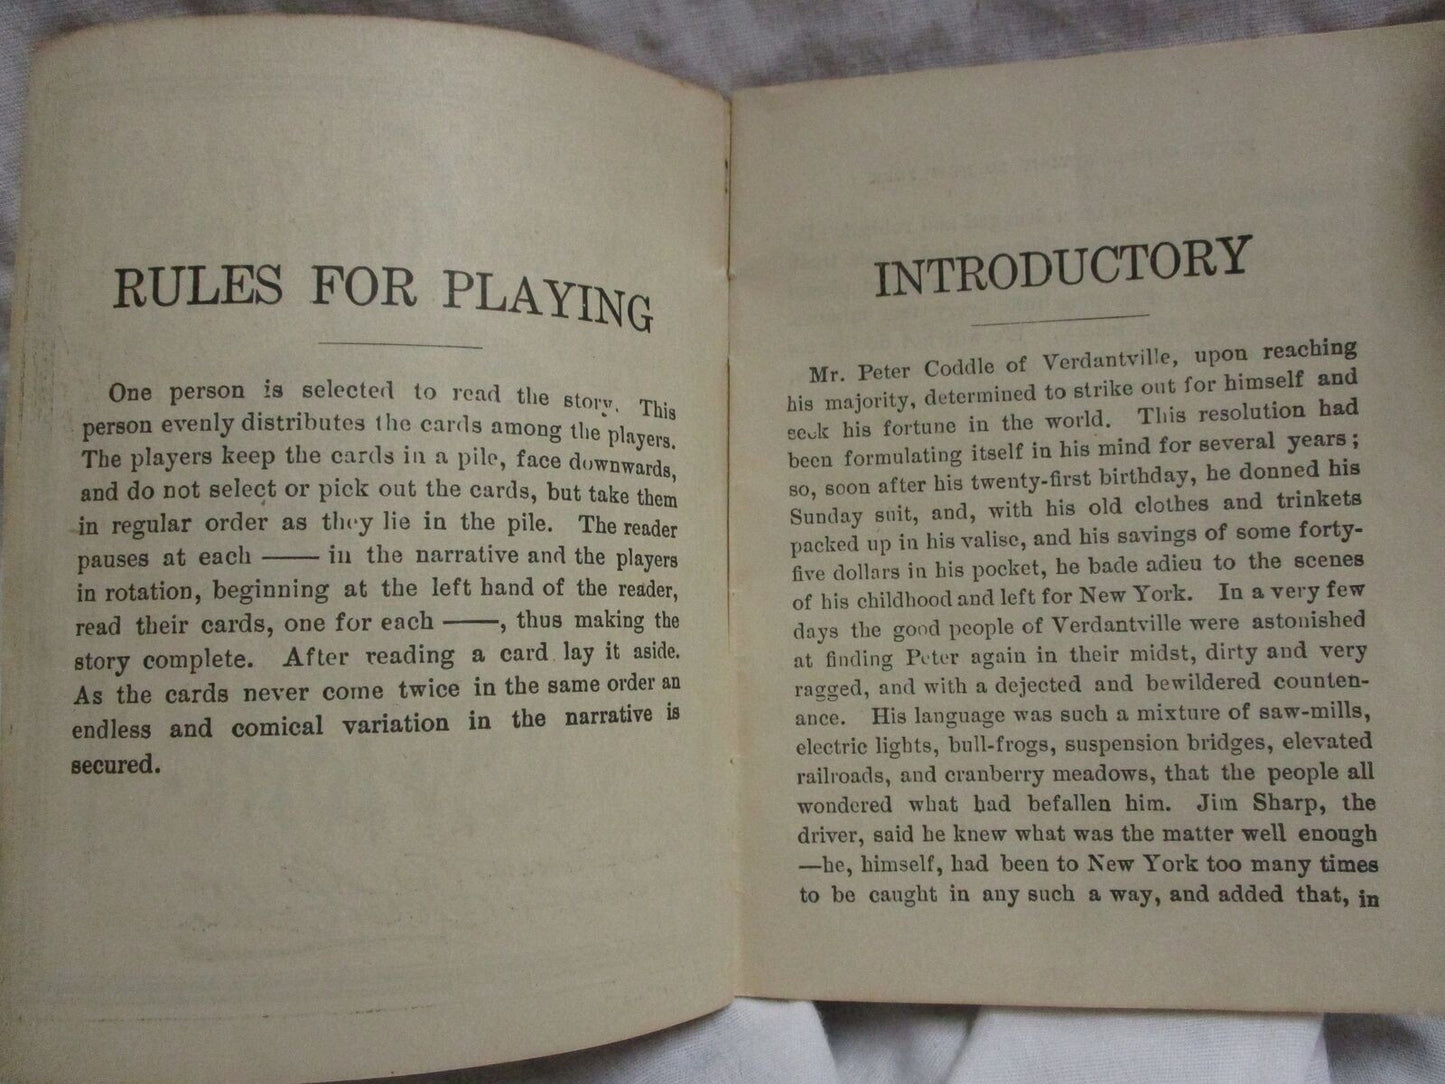 RULES FOR PLAYING
One person is selected to read the story. This
person evenly distributes the cards among the players.
The players keep the cards in a pile, face downwards,
and do not select or pick out the cards, but take them
in regular order as they lie in the pile. The reader
pauses at each —— in the narrative and the players
in rotation, beginning at the left hand of the reader,
read their cards, one for each ——, thus making the
story complete. After reading a card lay it aside.
As the cards never come twice in the same order an
endless and comical variation in the narrative is
secured.
INTRODUCTORY
Mr. Peter Coddle of Verdantville, upon reaching
his majority, determined to strike out for himself and
seek his fortune in the world. This resolution had
been formulating itself in his mind for several years;
so, soon after his twenty-first birthday, he donned his
Sunday suit, and, with his old clothes and trinkets
packed up in his valise, and his savings of some forty-
five dollars in his pocket, he bade adieu to the scenes
of his childhood and left for New York. In a very few
days the good people of Verdantville were astonished
at finding Peter again in their midst, dirty and very
ragged, and with a dejected and bewildered counten-
ance. His language was such a mixture of saw-mills,
electric lights, bull-frogs, suspension bridges, elevated
railroads, and cranberry meadows, that the people all
wondered what had befallen him. Jim Sharp, the
driver, said he knew what was the matter well enough
—he, himself, had been to New York too many times
to be caught in any such a way, and added that, in